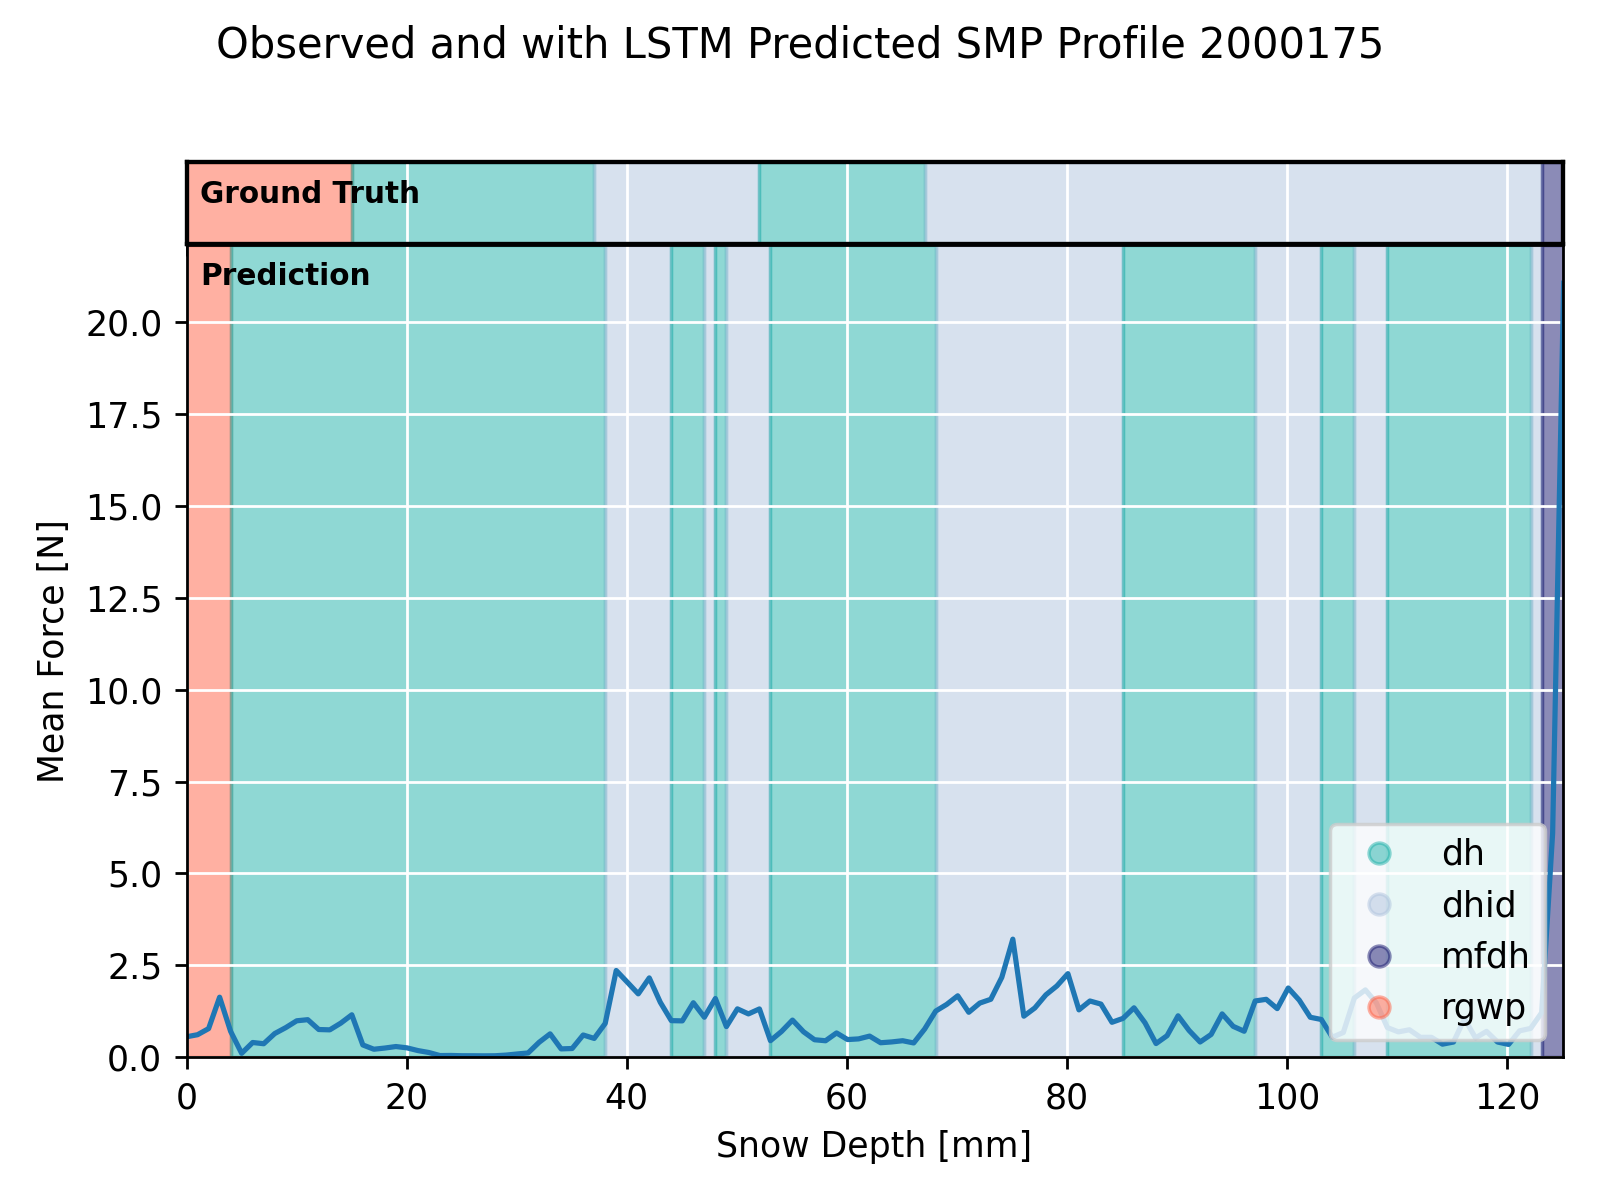 Observed and with LSTM Predicted SMP Profile 2000175
Ground Truth
Prediction
20.0
17.5
15.0
12.5
10.0
7.5
5.0
2.5
0.0
Mean Force [N]
dh
dhid
mfdh
rgwp
0 20 40 60 80 100 120
Snow Depth [mm]